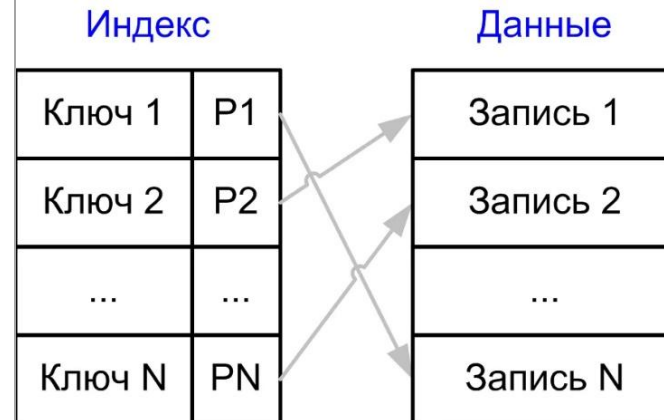 Индекс Данные
Ключ 1 P1 Запись 1
Ключ 2 P2 Запись 2
... ... ...
Ключ N PN Запись N